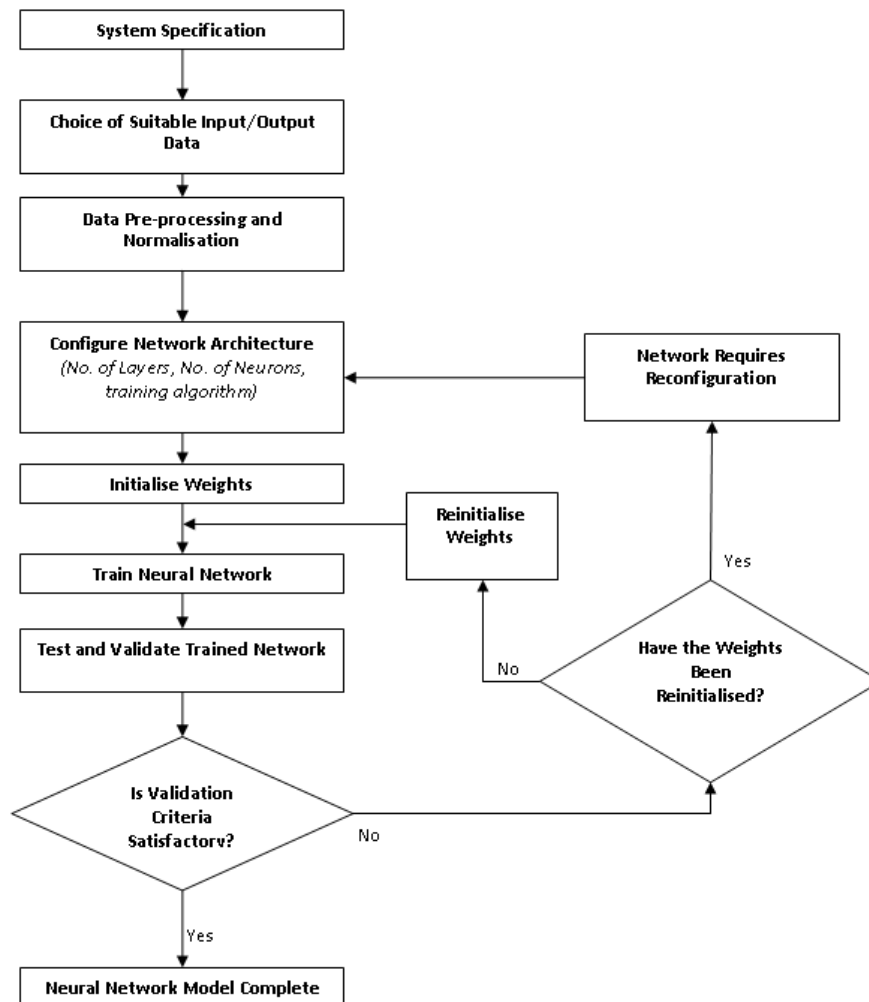 System Specification
Choice of Suitable Input/Output
Data
Data Pre-processing and
Normalisation
Configure Network Architecture
(No. of Layers, No. of Neurons,
training algorithm)
Network Requires
Reconfiguration
Initialise Weights
Reinitialise
Weights
Train Neural Network
Yes
Test and Validate Trained Network
No
Have the Weights
Been
Reinitialised?
Is Validation
Criteria
Satisfactory?
No
Yes
Neural Network Model Complete